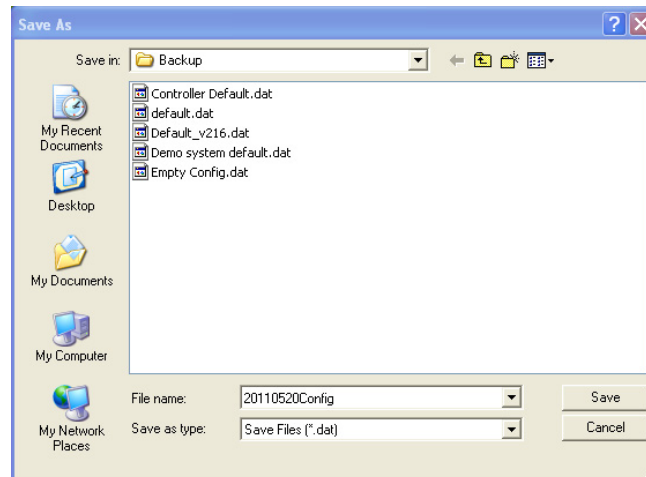 Save As
Save in:
Backup
My Recent
Documents
Desktop
My Documents
My Computer
My Network
Places
Controller Default.dat
default.dat
Default_v216.dat
Demo system default.dat
Empty Config.dat
File name:
20110520Config
Save
Save as type:
Save Files (*.dat)
Cancel